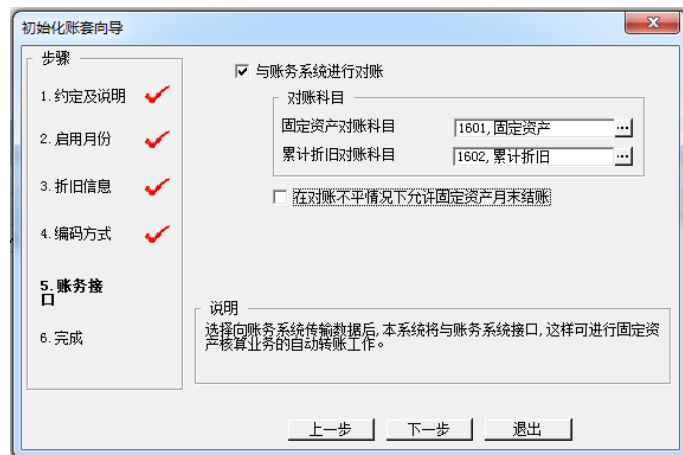 初始化账套向导
步骤
1.约定及说明
2.启用月份
3.折旧信息
4.编码方式
5.账务接
口
6.完成
与账务系统进行对账
对账科目
固定资产对账科目
1601,固定资产
...
累计折旧对账科目
1602,累计折旧
...
在对账不平情况下允许固定资产月末结账
说明
选择向账务系统传输数据后,本系统将与账务系统接口,这样可进行固定资
产核算业务的自动转账工作。
上一步
下一步
退出